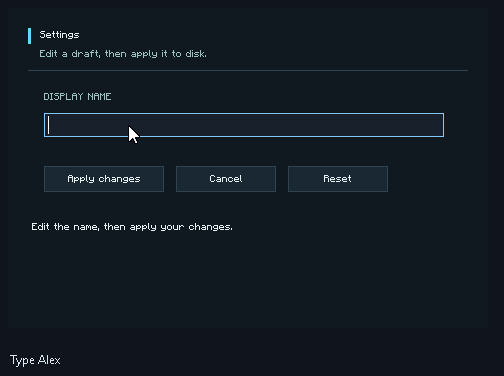 Settings
Edit a draft, then apply it to disk.
DISPLAY NAME
Apply changes
Cancel
Reset
Edit the name, then apply your changes.
Type Alex